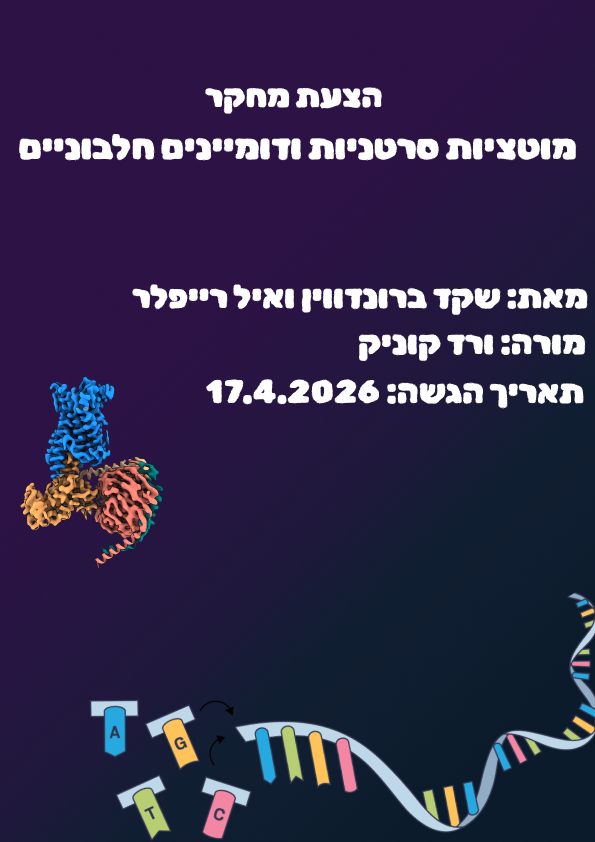 הצעת מחקר
מוטציות סרטניות ודומיינים חלבוניים
מאת: שקד ברונדווין ואיל רייפלר
מורה: ורד קוניק
תאריך הגשה: 17.4.2026
A
G
T
C